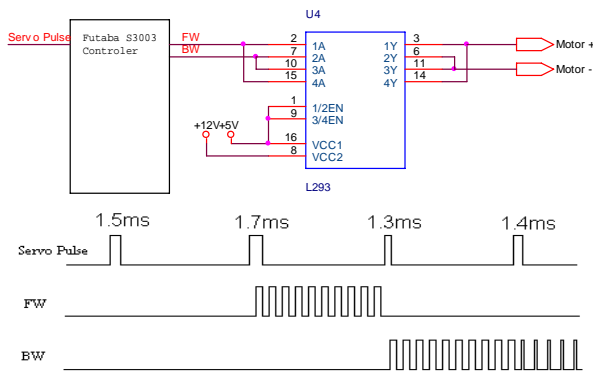 U4
Servo Pulse
Futaba S3003
Controler
FW
BW
2
7
10
15
1A
2A
3A
4A
1Y
2Y
3Y
4Y
3
6
11
14
Motor +
Motor -
1
9
1/2EN
3/4EN
+12V+5V
16
8
VCC1
VCC2
L293
1.5ms
1.7ms
1.3ms
1.4ms
Servo Pulse
FW
BW